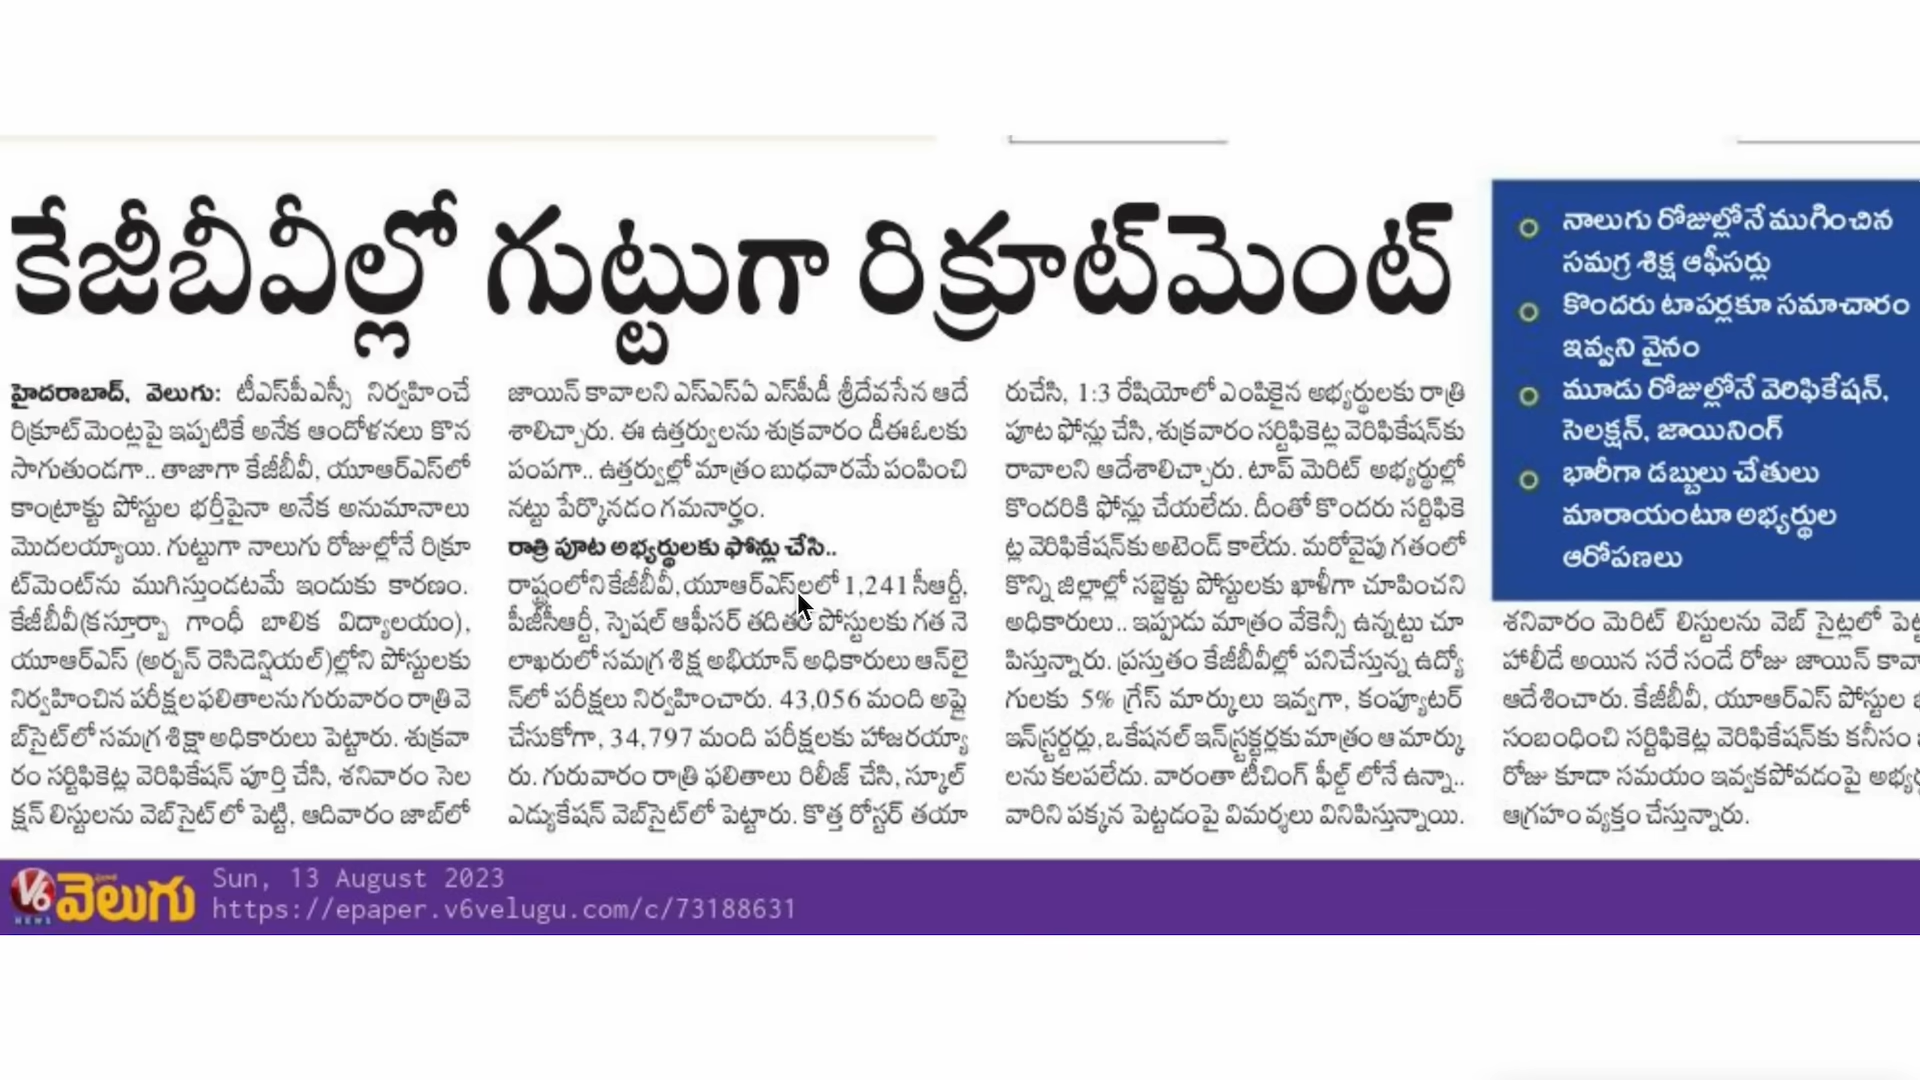 కేజీబీవీల్లో గుట్టుగా రిక్రూట్‌మెంట్
హైదరాబాద్, వెలుగు: టీఎస్‌పీఎస్సీ నిర్వహించే
రిక్రూట్ మెంట్లపై ఇప్పటికే అనేక ఆందోళనలు కొన
సాగుతుండగా.. తాజాగా కేజీబీవీ, యూఆర్ఎస్‌లో
కాంట్రాక్టు పోస్టుల భర్తీపైనా అనేక అనుమానాలు
మొదలయ్యాయి. గుట్టుగా నాలుగు రోజుల్లోనే రిక్రూ
ట్‌మెంట్‌ను ముగిస్తుండటమే ఇందుకు కారణం.
కేజీబీవీ(కస్తూర్బా గాంధీ బాలిక విద్యాలయం),
యూఆర్ఎస్ (అర్బన్ రెసిడెన్షియల్)ల్లోని పోస్టులకు
నిర్వహించిన పరీక్షల ఫలితాలను గురువారం రాత్రి వె
బ్‌సైట్‌లో సమగ్ర శిక్షా అధికారులు పెట్టారు. శుక్రవా
రం సర్టిఫికెట్ల వెరిఫికేషన్ పూర్తి చేసి, శనివారం సెల
క్షన్ లిస్టులను వెబ్‌సైట్ లో పెట్టి, ఆదివారం జాబ్‌లో
జాయిన్ కావాలని ఎస్ఎస్ఏ ఎస్‌పీడీ శ్రీదేవసేన ఆదే
శాలిచ్చారు. ఈ ఉత్తర్వులను శుక్రవారం డీఈఓలకు
పంపగా.. ఉత్తర్వుల్లో మాత్రం బుధవారమే పంపించి
నట్టు పేర్కొనడం గమనార్హం.
రాత్రి పూట అభ్యర్థులకు ఫోన్లు చేసి..
రాష్ట్రంలోని కేజీబీవీ, యూఆర్ఎస్‌లలో 1,241 సీఆర్టీ,
పీజీసీఆర్టీ, స్పెషల్ ఆఫీసర్ తదితర పోస్టులకు గత నె
లాఖరులో సమగ్ర శిక్ష అభియాన్ అధికారులు ఆన్‌లై
న్‌లో పరీక్షలు నిర్వహించారు. 43,056 మంది అప్లై
చేసుకోగా, 34,797 మంది పరీక్షలకు హాజరయ్యా
రు. గురువారం రాత్రి ఫలితాలు రిలీజ్ చేసి, స్కూల్
ఎడ్యుకేషన్ వెబ్‌సైట్‌లో పెట్టారు. కొత్త రోస్టర్ తయా
రుచేసి, 1:3 రేషియోలో ఎంపికైన అభ్యర్థులకు రాత్రి
పూట ఫోన్లు చేసి, శుక్రవారం సర్టిఫికెట్ల వెరిఫికేషన్‌కు
రావాలని ఆదేశాలిచ్చారు. టాప్ మెరిట్ అభ్యర్థుల్లో
కొందరికి ఫోన్లు చేయలేదు. దీంతో కొందరు సర్టిఫికె
ట్ల వెరిఫికేషన్‌కు అటెండ్ కాలేదు. మరోవైపు గతంలో
కొన్ని జిల్లాల్లో సబ్జెక్టు పోస్టులకు ఖాళీగా చూపించని
అధికారులు.. ఇప్పుడు మాత్రం వేకెన్సీ ఉన్నట్టు చూ
పిస్తున్నారు. ప్రస్తుతం కేజీబీవీల్లో పనిచేస్తున్న ఉద్యో
గులకు 5% గ్రేస్ మార్కులు ఇవ్వగా, కంప్యూటర్
ఇన్‌స్ట్రర్టర్లు, ఒకేషనల్ ఇన్‌స్ట్రక్టర్లకు మాత్రం ఆ మార్కు
లను కలపలేదు. వారంతా టీచింగ్ ఫీల్డ్ లోనే ఉన్నా..
వారిని పక్కన పెట్టడంపై విమర్శలు వినిపిస్తున్నాయి.
నాలుగు రోజుల్లోనే ముగించిన
సమగ్ర శిక్ష ఆఫీసర్లు
కొందరు టాపర్లకూ సమాచారం
ఇవ్వని వైనం
మూడు రోజుల్లోనే వెరిఫికేషన్,
సెలక్షన్, జాయినింగ్
భారీగా డబ్బులు చేతులు
మారాయంటూ అభ్యర్థుల
ఆరోపణలు
శనివారం మెరిట్ లిస్టులను వెబ్ సైట్లలో
హాలీడే అయిన సరే సండే రోజు జాయిన్
ఆదేశించారు. కేజీబీవీ, యూఆర్ఎస్ పోస్టుల
సంబంధించి సర్టిఫికెట్ల వెరిఫికేషన్‌కు కనీసం
రోజు కూడా సమయం ఇవ్వకపోవడంపై
ఆగ్రహం వ్యక్తం చేస్తున్నారు.
V6 వెలుగు
NEWS
Sun, 13 August 2023
https://epaper.v6velugu.com/c/73188631